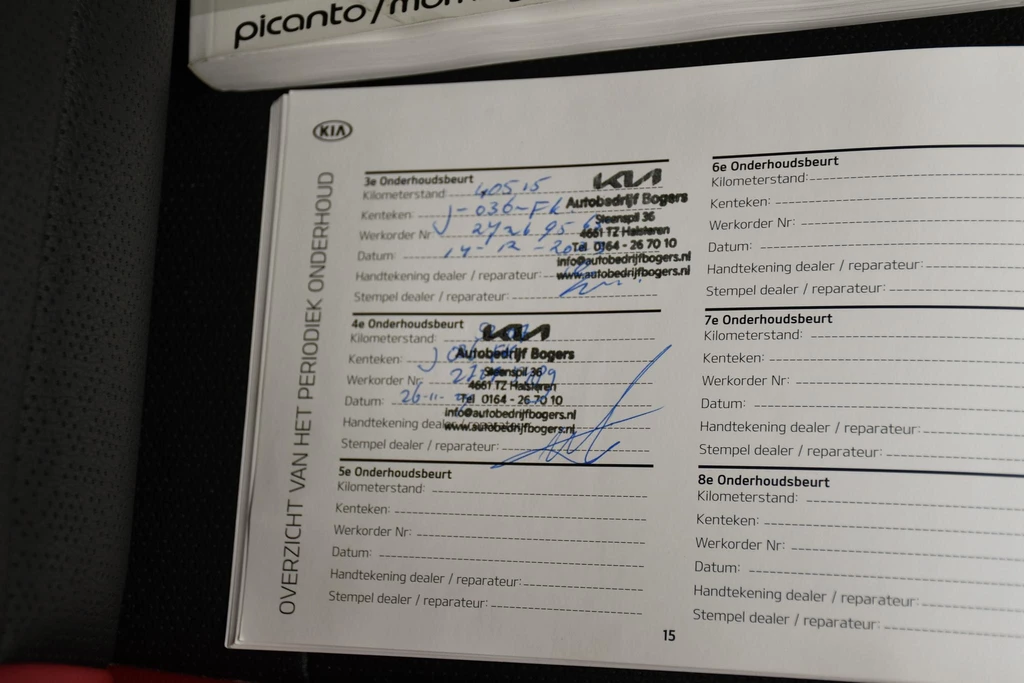 picanto/morning
KIA
OVERZICHT VAN HET PERIODIEK ONDERHOUD
3e Onderhoudsbeurt
Kilometerstand 40515
Kenteken: J-036-FK
Werkorder Nr:
Datum: 14-12-
Handtekening dealer / reparateur:
Stempel dealer / reparateur:
KIA
Autobedrijf Bogers
Steenspil 36
4661 TZ Halsteren
Tel. 0164 - 26 70 10
info@autobedrijfbogers.nl
www.autobedrijfbogers.nl
4e Onderhoudsbeurt
Kilometerstand:
Kenteken: J
Werkorder Nr:
Datum: 26-11-
Handtekening dealer / reparateur:
Stempel dealer / reparateur:
KIA
Autobedrijf Bogers
Steenspil 36
4661 TZ Halsteren
Tel. 0164 - 26 70 10
info@autobedrijfbogers.nl
www.autobedrijfbogers.nl
5e Onderhoudsbeurt
Kilometerstand:
Kenteken:
Werkorder Nr:
Datum:
Handtekening dealer / reparateur:
Stempel dealer / reparateur:
6e Onderhoudsbeurt
Kilometerstand:
Kenteken:
Werkorder Nr:
Datum:
Handtekening dealer / reparateur:
Stempel dealer / reparateur:
7e Onderhoudsbeurt
Kilometerstand:
Kenteken:
Werkorder Nr:
Datum:
Handtekening dealer / reparateur:
Stempel dealer / reparateur:
8e Onderhoudsbeurt
Kilometerstand:
Kenteken:
Werkorder Nr:
Datum:
Handtekening dealer / reparateur:
Stempel dealer / reparateur:
15